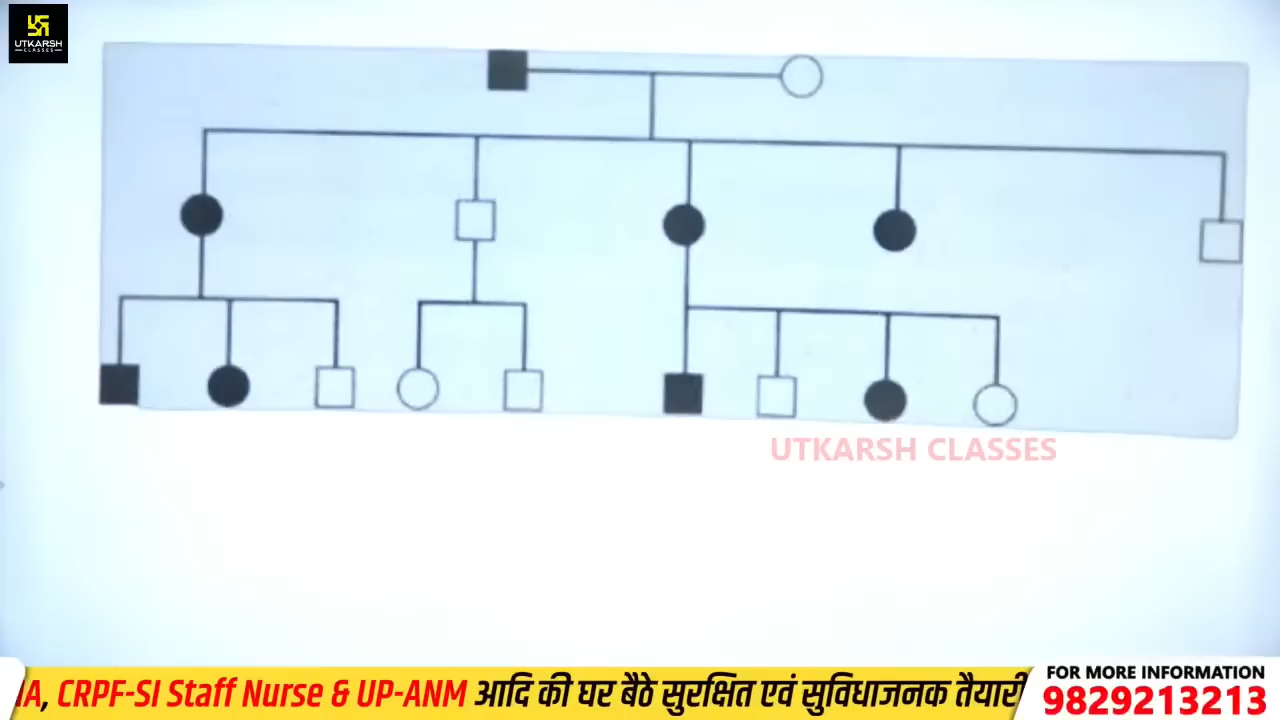 UTKARSH
CLASSES
UTKARSH CLASSES
IA, CRPF-SI Staff Nurse & UP-ANM आदि की घर बैठे सुरक्षित एवं सुविधाजनक तैयारी
FOR MORE INFORMATION
9829213213